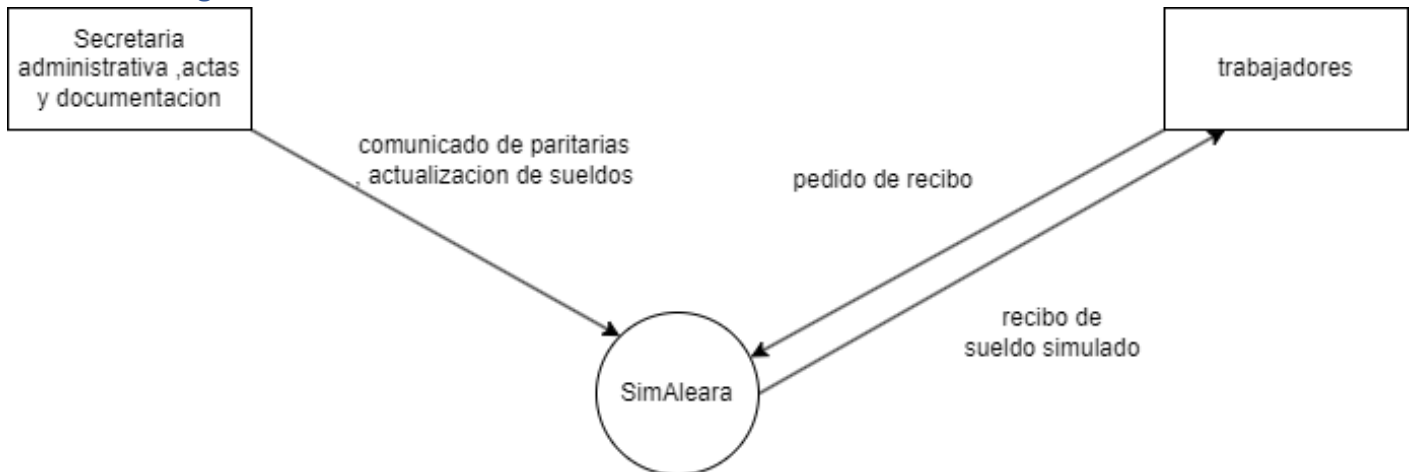 Secretaria
administrativa ,actas
y documentacion
trabajadores
comunicado de paritarias
, actualizacion de sueldos
pedido de recibo
recibo de
sueldo simulado
SimAleara